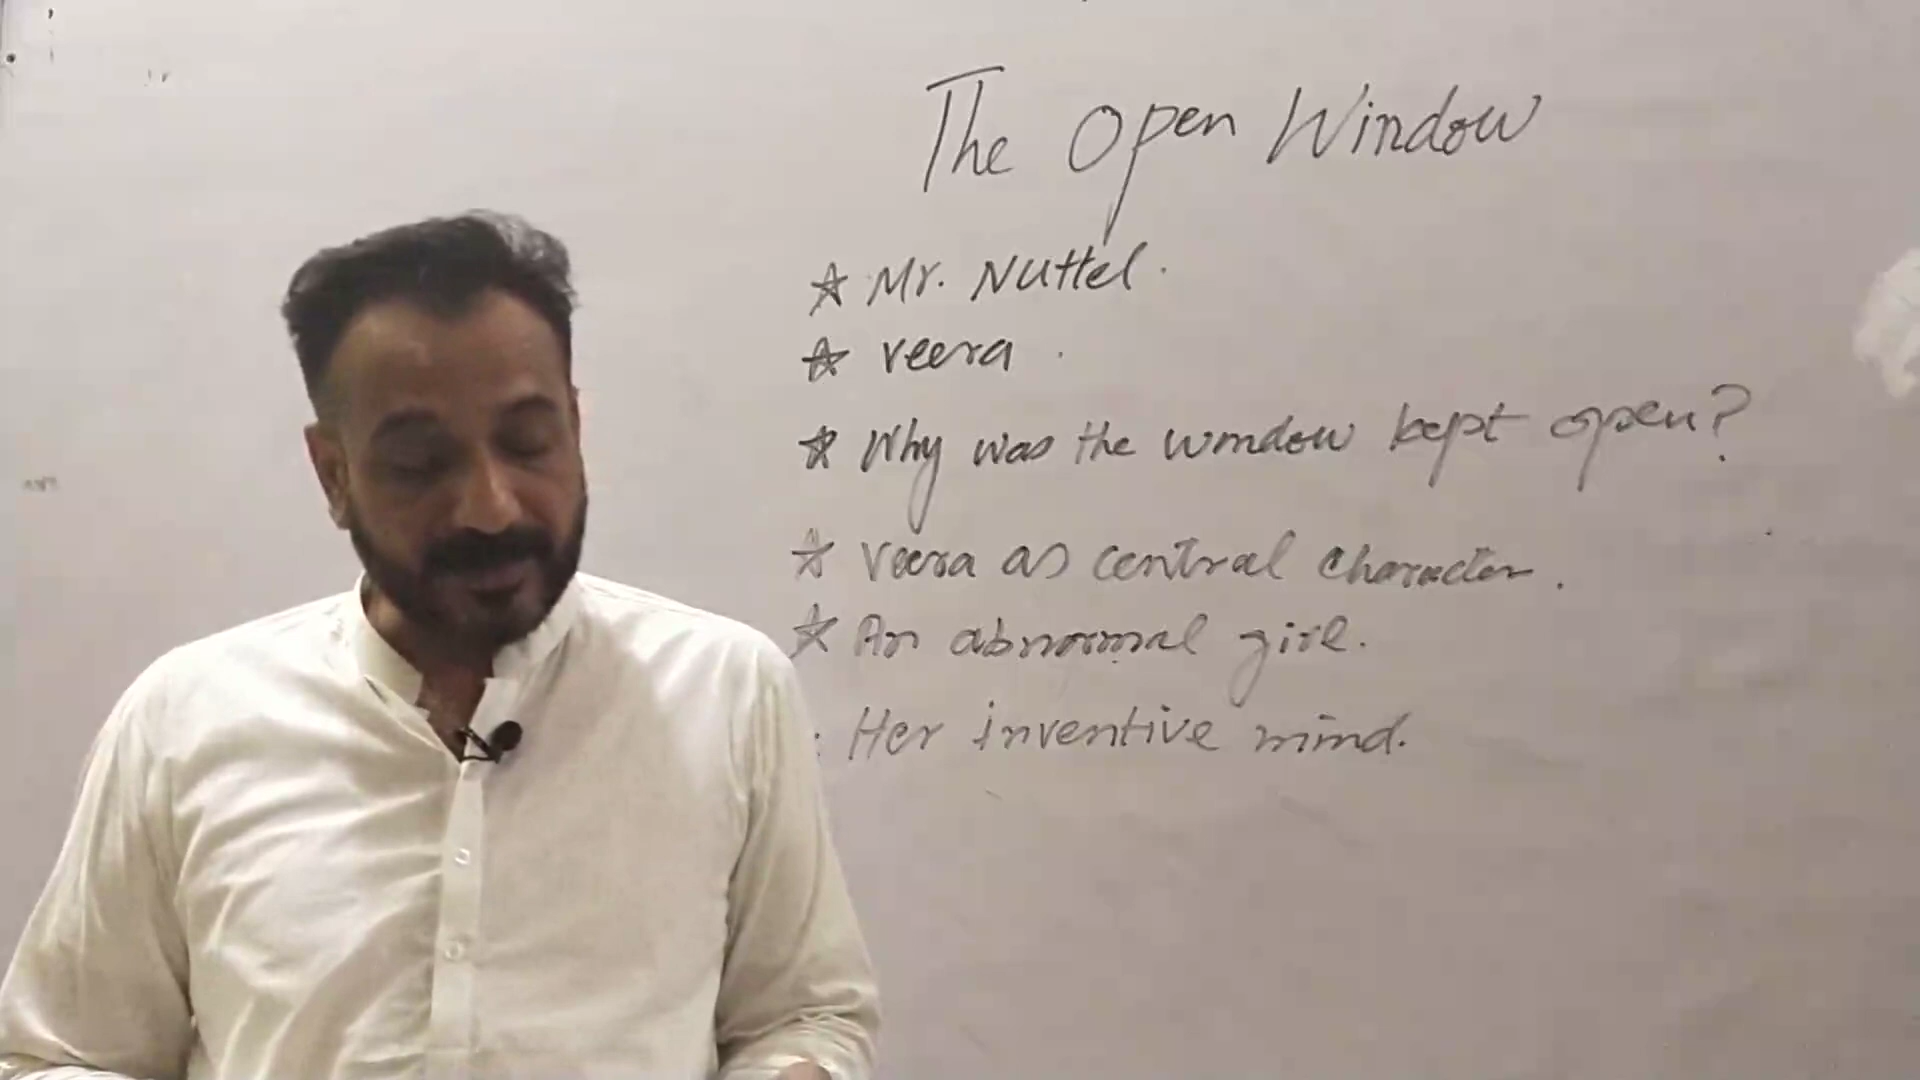 The Open Window
☆ Mr. Nuttel.
☆ Veera.
☆ Why was the window kept open?
☆ Veera as central character.
☆ An abnormal girl.
: Her inventive mind.